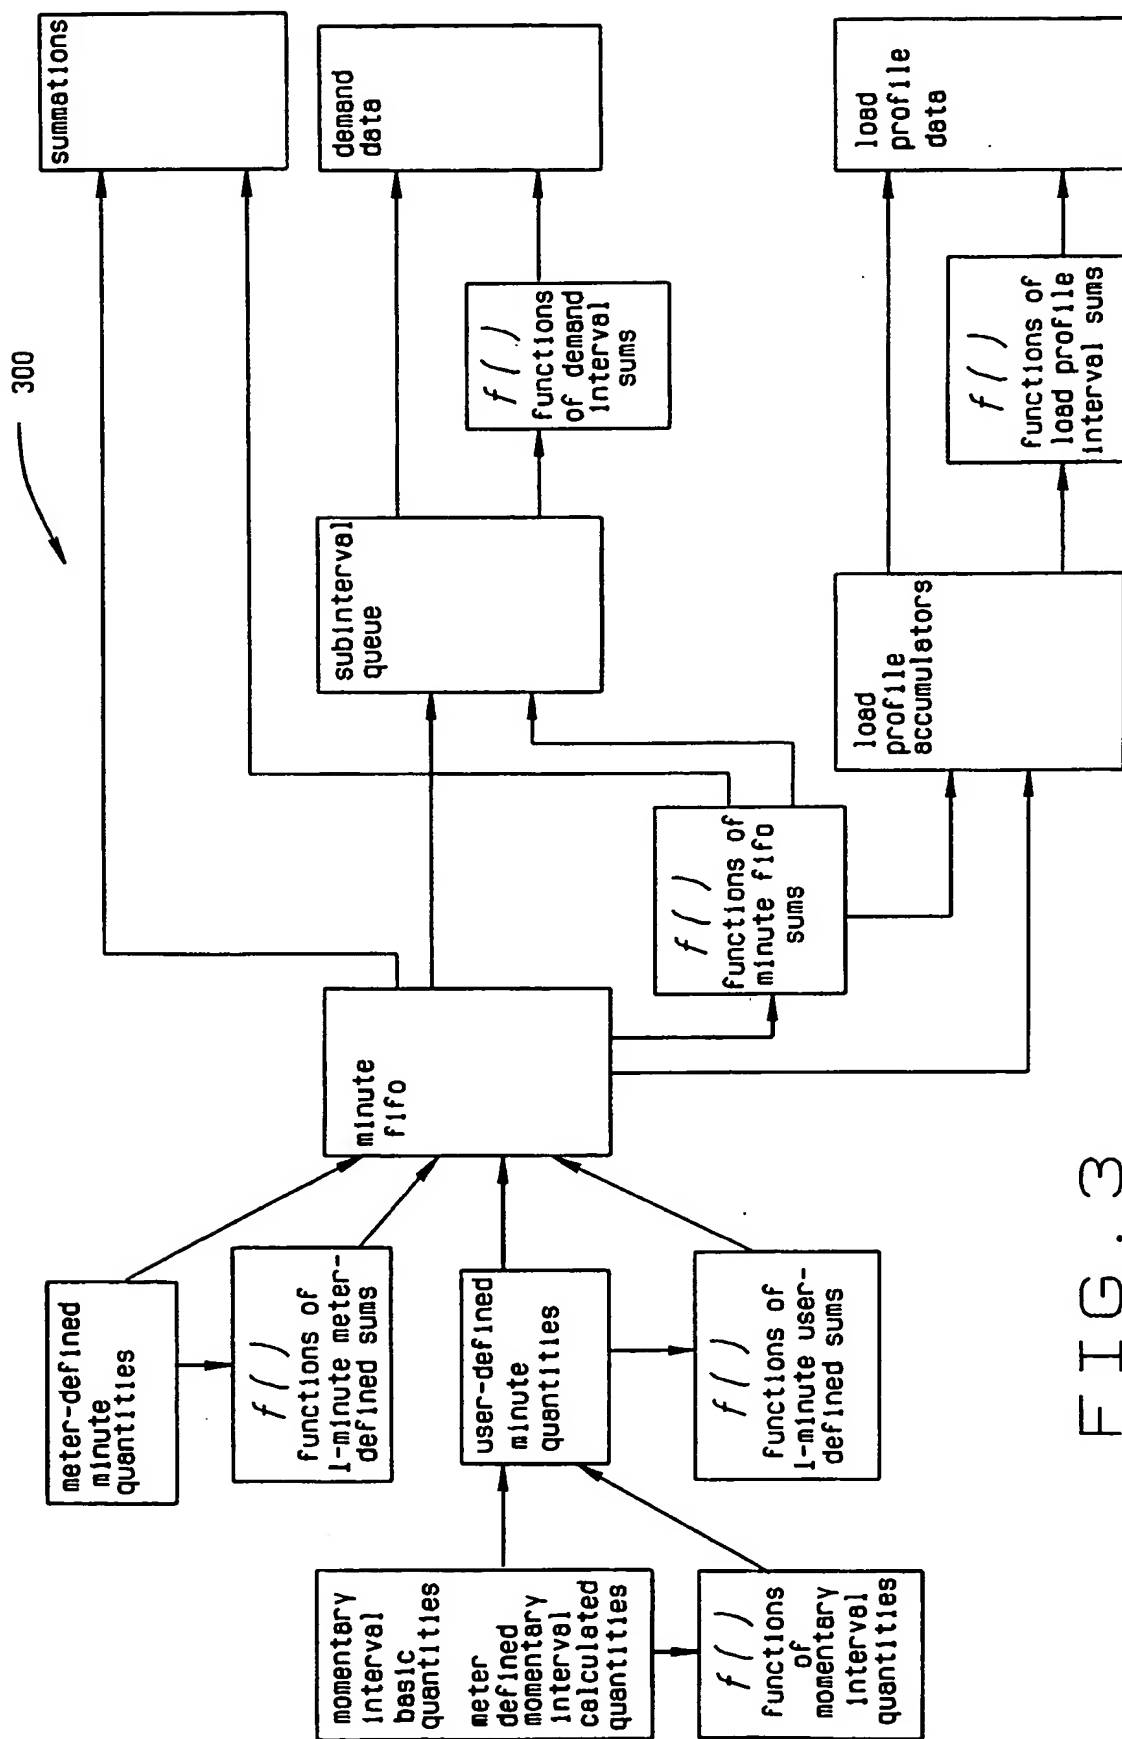 300
summations
demand
data
load
profile
data
f()
functions
of demand
interval
sums
f()
functions of
load profile
interval sums
subinterval
queue
load
profile
accumulators
f()
functions of
minute fifo
sums
minute
fifo
meter-defined
minute
quantities
f()
functions of
1-minute meter-
defined sums
user-defined
minute
quantities
f()
functions of
1-minute user-
defined sums
momentary
interval
basic
quantities
meter
defined
momentary
interval
calculated
quantities
f()
functions
of
momentary
interval
quantities
FIG. 3